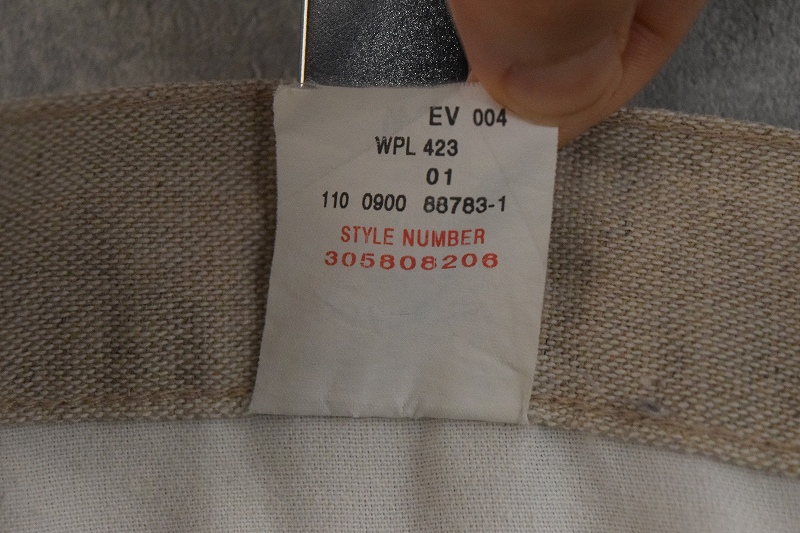 EV 004
WPL 423
01
110 0900 88783-1
STYLE NUMBER
305808206